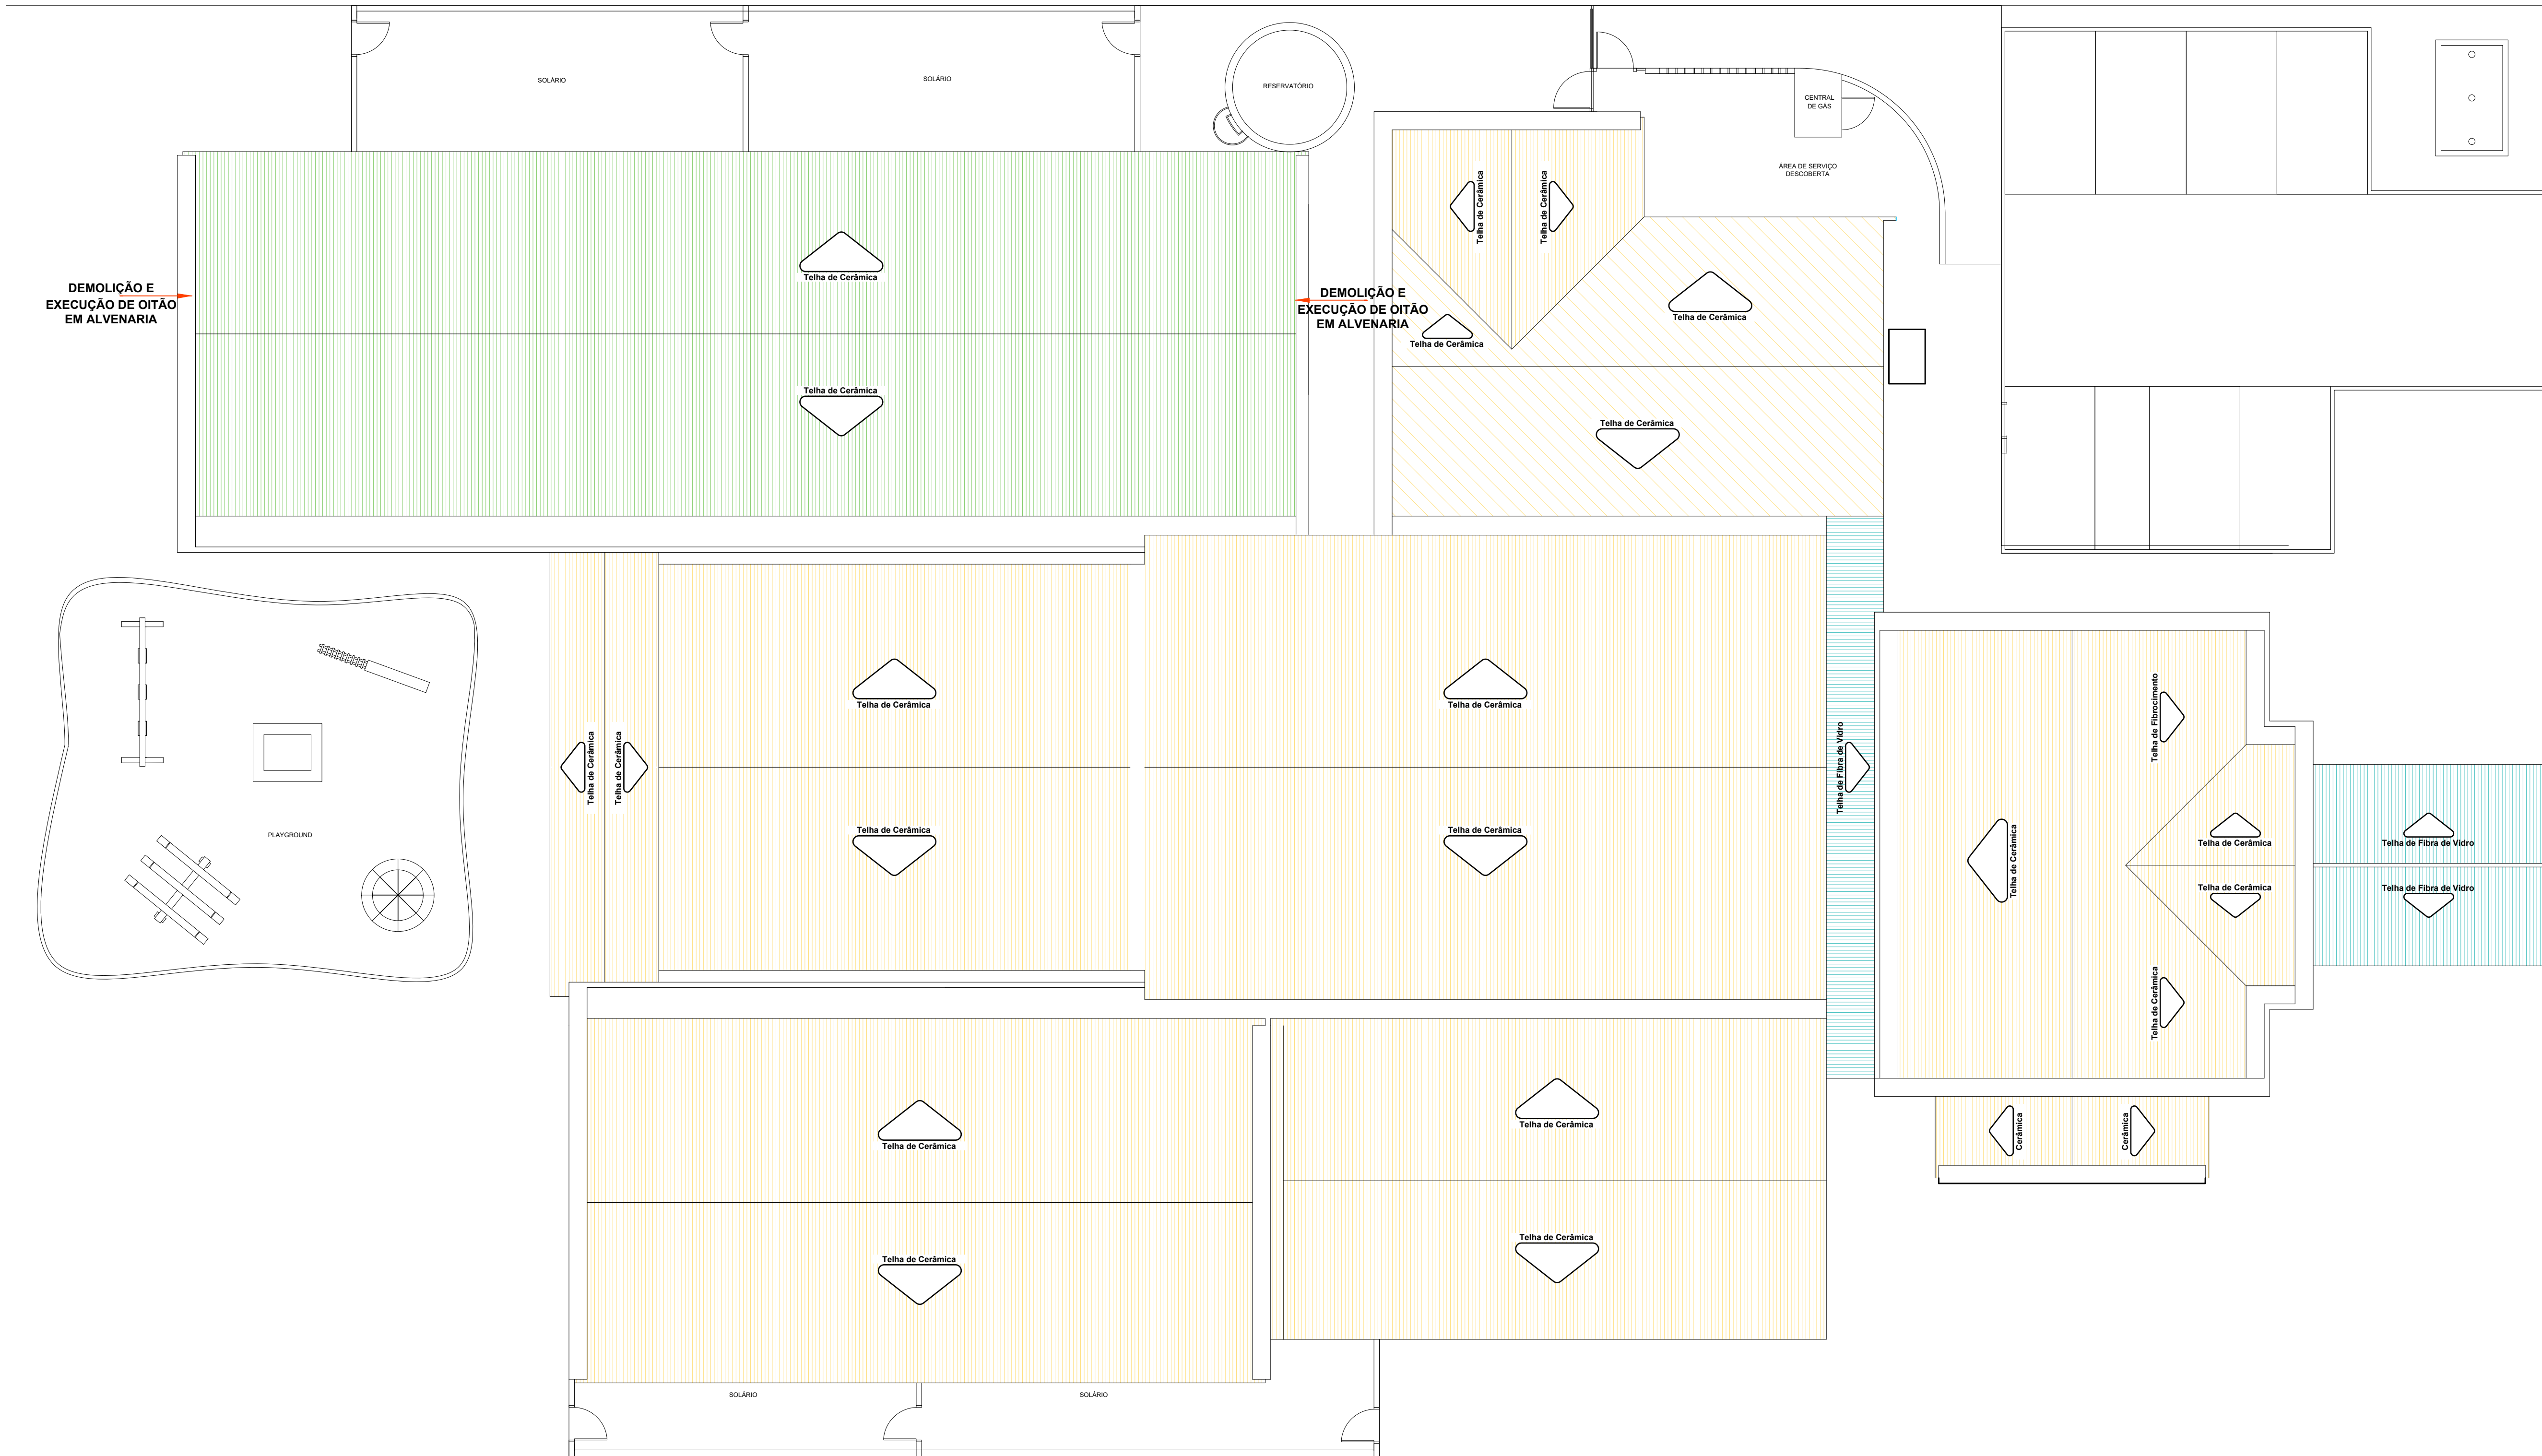 SOLÁRIO
SOLÁRIO
RESERVATÓRIO
CENTRAL
DE GÁS
ÁREA DE SERVIÇO
DESCOBERTA
Telha de Cerâmica
Telha de Cerâmica
Telha de Cerâmica
DEMOLIÇÃO E
EXECUÇÃO DE OITÃO
EM ALVENARIA
DEMOLIÇÃO E
EXECUÇÃO DE OITÃO
EM ALVENARIA
Telha de Cerâmica
Telha de Cerâmica
Telha de Cerâmica
Telha de Cerâmica
Telha de Cerâmica
Telha de Cerâmica
Telha de Cerâmica
Telha de Cerâmica
Telha de Fibra de Vidro
Telha de Fibrocimento
PLAYGROUND
Telha de Cerâmica
Telha de Cerâmica
Telha de Cerâmica
Telha de Cerâmica
Telha de Fibra de Vidro
Telha de Cerâmica
Telha de Fibra de Vidro
Telha de Cerâmica
Telha de Cerâmica
Telha de Cerâmica
Cerâmica
Cerâmica
Telha de Cerâmica
Telha de Cerâmica
SOLÁRIO
SOLÁRIO